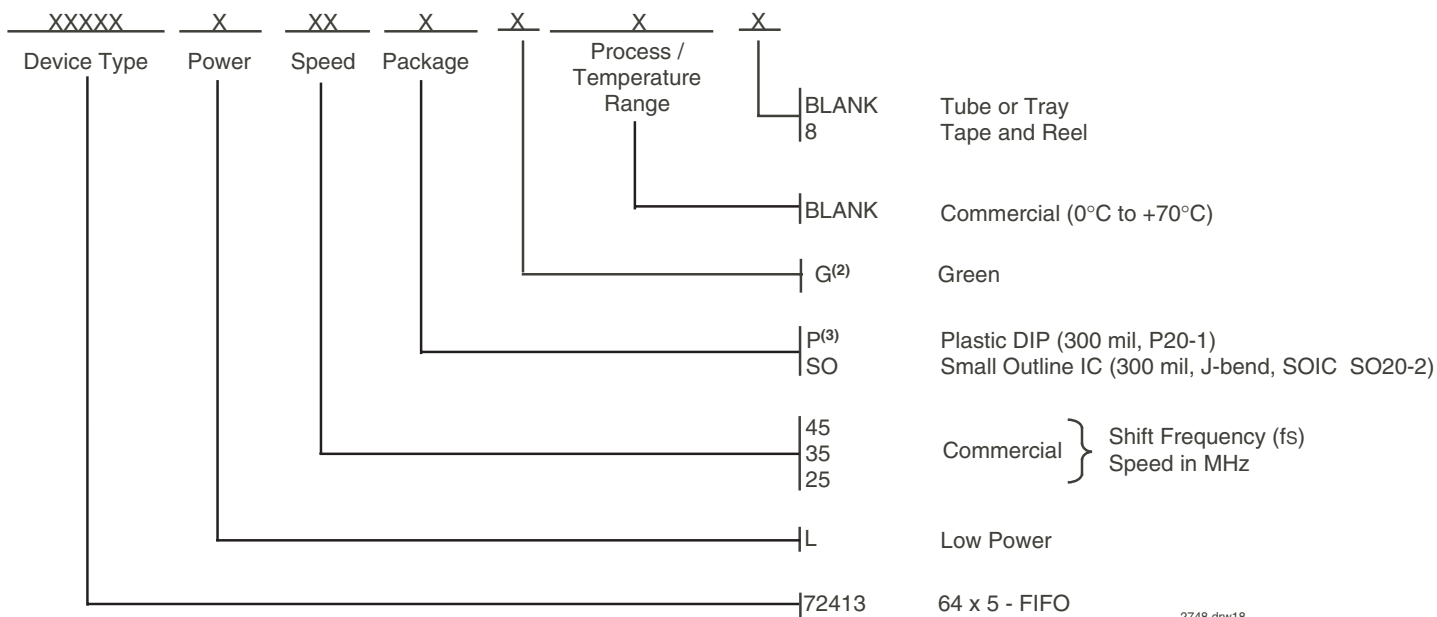 XXXXX X XX X X X X
Device Type Power Speed Package Process /
Temperature
Range
BLANK Tube or Tray
8 Tape and Reel
BLANK Commercial (0°C to +70°C)
G(2) Green
P(3) Plastic DIP (300 mil, P20-1)
SO Small Outline IC (300 mil, J-bend, SOIC SO20-2)
45
35
25
Commercial } Shift Frequency (fs)
Speed in MHz
L Low Power
72413 64 x 5 - FIFO
2748 drw18